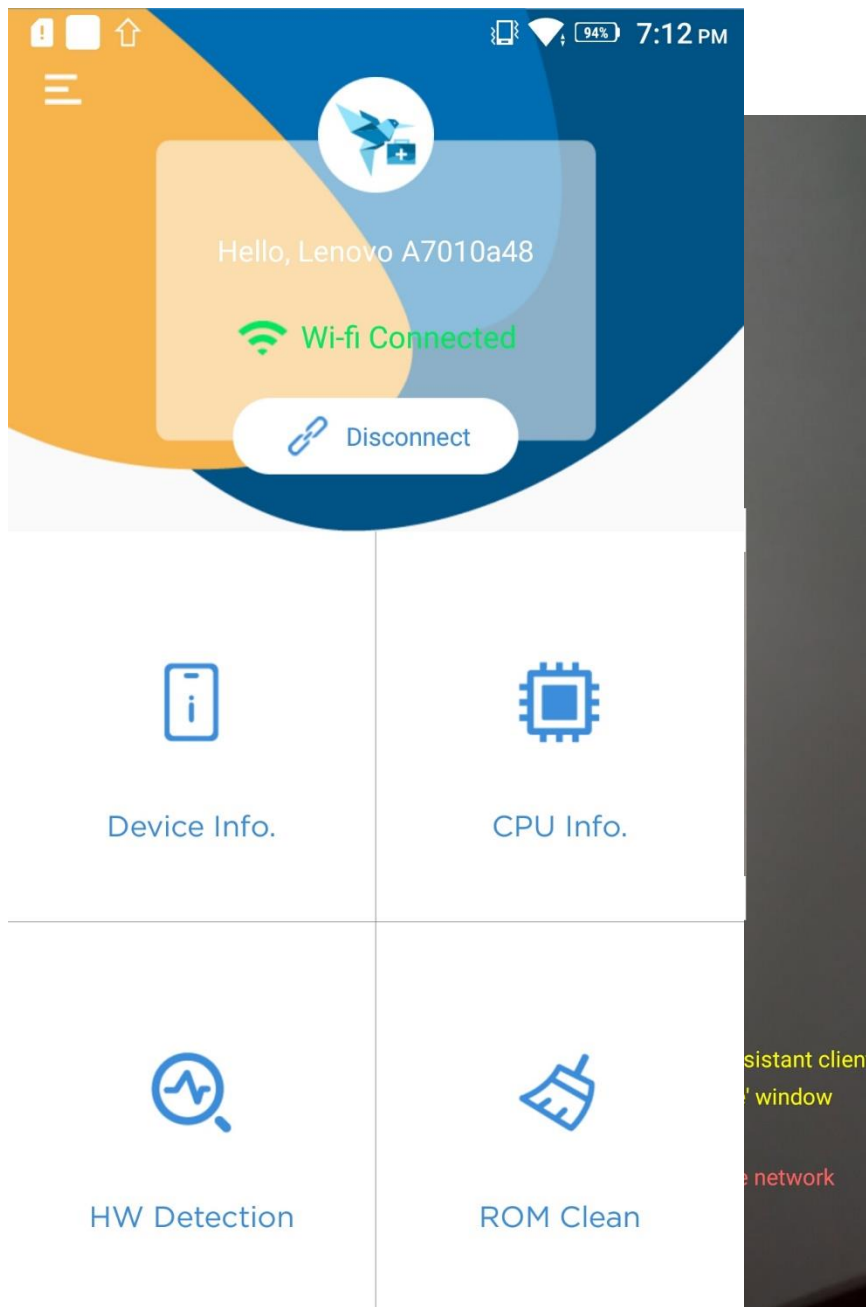 94% 7:12 PM
Hello, Lenovo A7010a48
Wi-fi Connected
Disconnect
Device Info.
CPU Info.
HW Detection
ROM Clean
sistant clien
' window
network